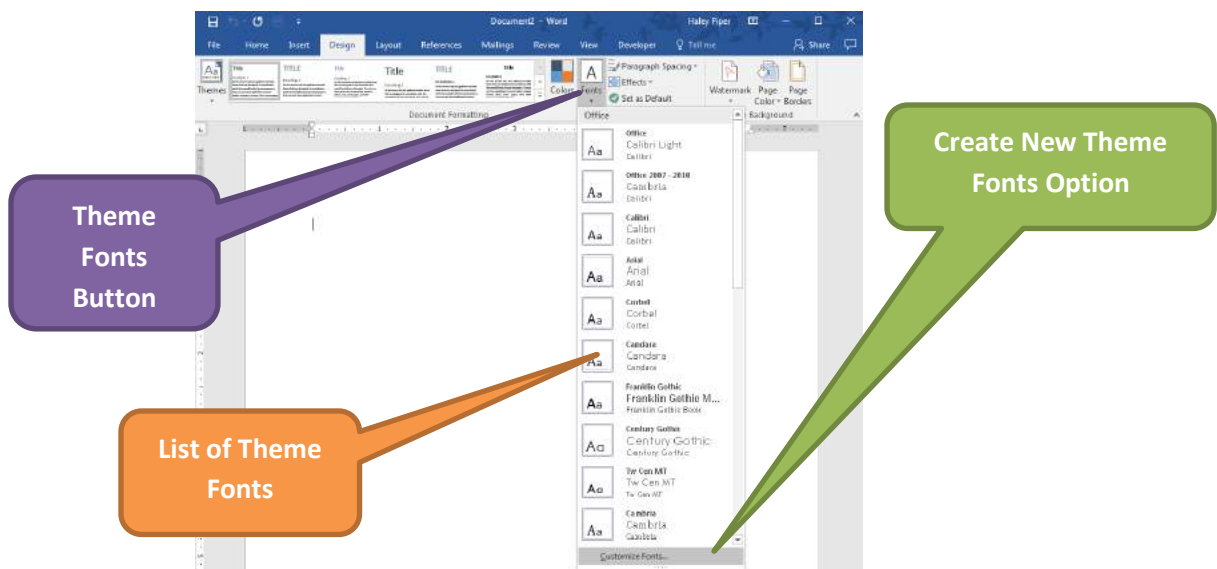 Document2 - Word
Haley Piper
File Home Insert Design Layout References Mailings Review View Developer Tell me Share
Themes
Title
TITLE
Title
Title
TITLE
Title
Colors
Fonts
Paragraph Spacing
Effects
Set as Default
Watermark
Page Color
Page Borders
Document Formatting
Background
Office
Office
Calibri Light
Calibri
Office 2007 - 2010
Cambria
Calibri
Calibri
Calibri
Calibri
Arial
Arial
Arial
Corbel
Corbel
Corbel
Candara
Candara
Candara
Franklin Gothic
Franklin Gothic M...
Franklin Gothic Book
Century Gothic
Century Gothic
Century Gothic
Tw Cen MT
Tw Cen MT
Tw Cen MT
Cambria
Cambria
Cambria
Customize Fonts...
Theme
Fonts
Button
List of Theme
Fonts
Create New Theme
Fonts Option